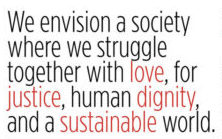 We envision a society
where we struggle
together with love, for
justice, human dignity,
and a sustainable world.